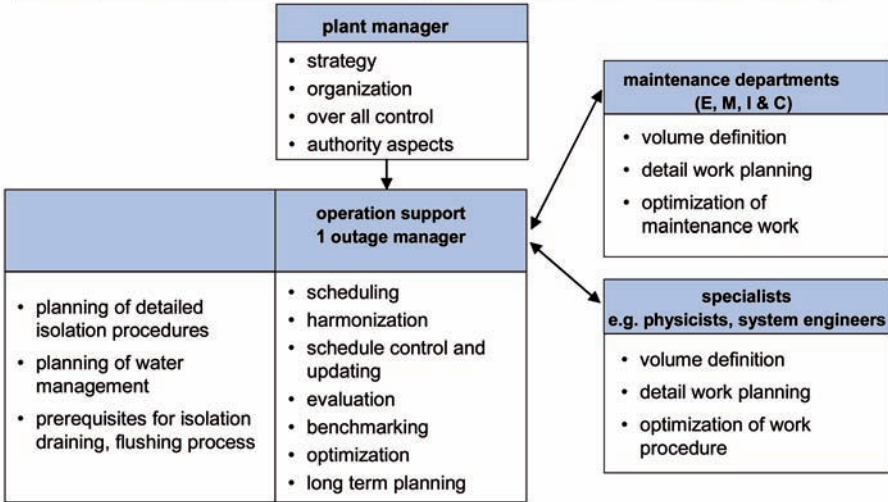 plant manager
• strategy
• organization
• over all control
• authority aspects
maintenance departments
(E, M, I & C)
• volume definition
• detail work planning
• optimization of
maintenance work
operation support
1 outage manager
• planning of detailed
isolation procedures
• planning of water
management
• prerequisites for isolation
draining, flushing process
• scheduling
• harmonization
• schedule control and
updating
• evaluation
• benchmarking
• optimization
• long term planning
specialists
e.g. physicists, system engineers
• volume definition
• detail work planning
• optimization of work
procedure